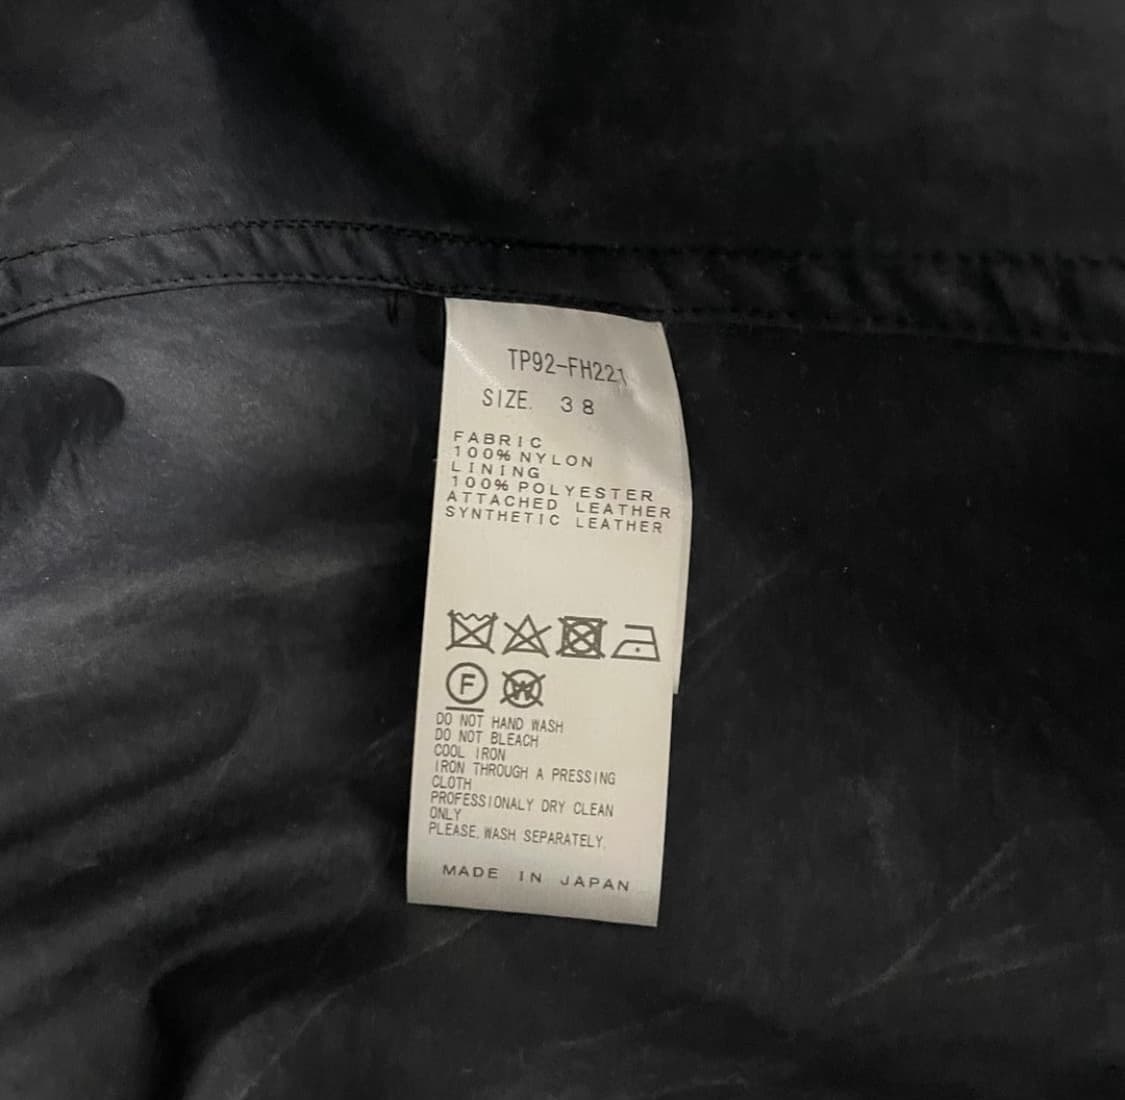 TP92-FH221
SIZE. 38
FABRIC
100% NYLON
LINING
100% POLYESTER
ATTACHED LEATHER
SYNTHETIC LEATHER
F W
DO NOT HAND WASH
DO NOT BLEACH
COOL IRON
IRON THROUGH A PRESSING
CLOTH
PROFESSIONALY DRY CLEAN
ONLY
PLEASE, WASH SEPARATELY.
MADE IN JAPAN